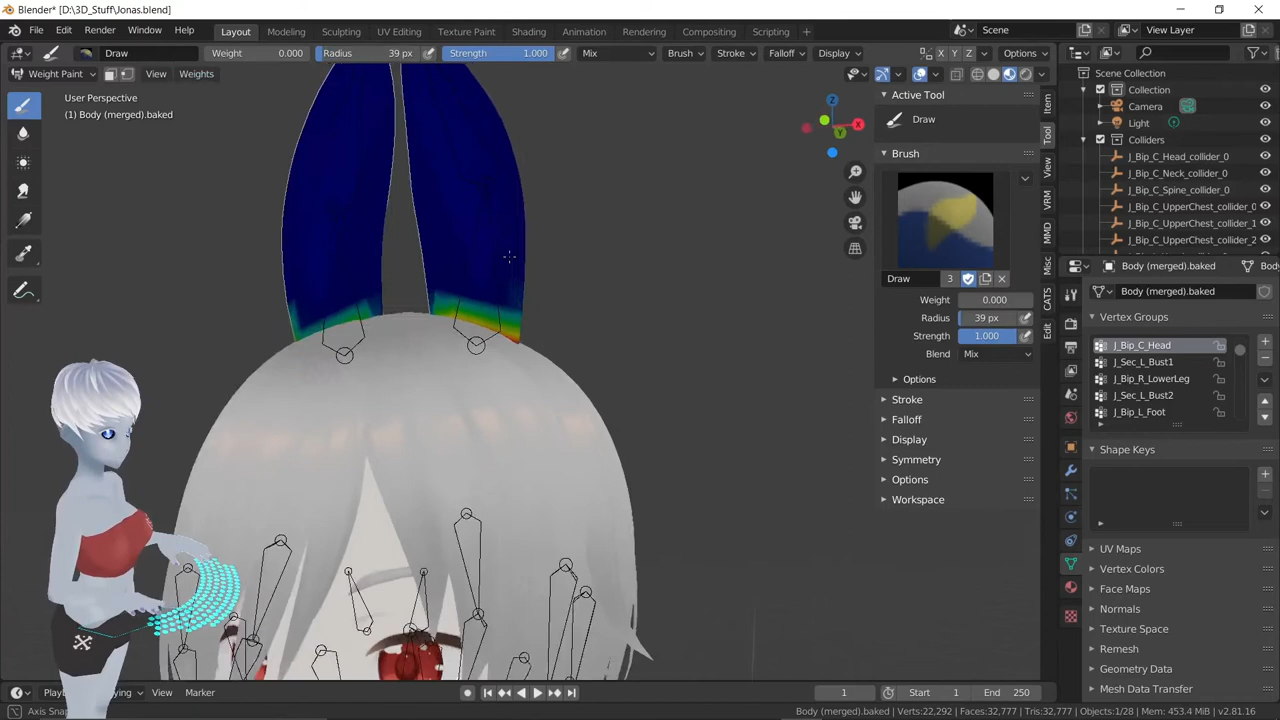 Blender* [D:\3D_Stuff\Jonas.blend]
File Edit Render Window Help Layout Modeling Sculpting UV Editing Texture Paint Shading Animation Rendering Compositing Scripting + Scene View Layer
Draw Weight 0.000 Radius 39 px Strength 1.000 Mix Brush Stroke Falloff Display X Y Z Options
Weight Paint View Weights
User Perspective
(1) Body (merged).baked
Z
X
Y
Item
Tool
View
VRM
MMD
Misc
CATS
Edit
Active Tool
Draw
Brush
Draw 3
Weight 0.000
Radius 39 px
Strength 1.000
Blend Mix
Options
Stroke
Falloff
Display
Symmetry
Options
Workspace
Scene Collection
Collection
Camera
Light
Colliders
J_Bip_C_Head_collider_0
J_Bip_C_Neck_collider_0
J_Bip_C_Spine_collider_0
J_Bip_C_UpperChest_collider_0
J_Bip_C_UpperChest_collider_1
J_Bip_C_UpperChest_collider_2
Body (merged).baked
Body (merged).baked
Vertex Groups
J_Bip_C_Head
J_Sec_L_Bust1
J_Bip_R_LowerLeg
J_Sec_L_Bust2
J_Bip_L_Foot
Shape Keys
UV Maps
Vertex Colors
Face Maps
Normals
Texture Space
Remesh
Geometry Data
Mesh Data Transfer
View Marker 1 Start 1 End 250
Axis Snap
Body (merged).baked | Verts:22,292 | Faces:32,777 | Tris:32,777 | Objects:1/28 | Mem: 453.4 MiB | v2.81.16